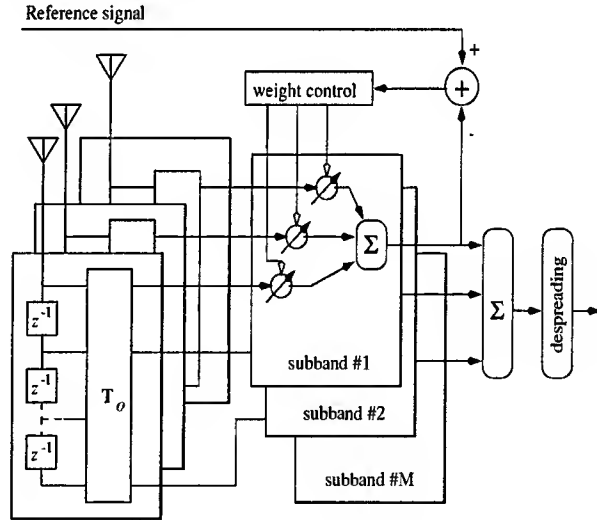 Reference signal
+
weight control
+
-
Σ
Σ
despreading
subband #1
subband #2
subband #M
z⁻¹
z⁻¹
z⁻¹
T_O